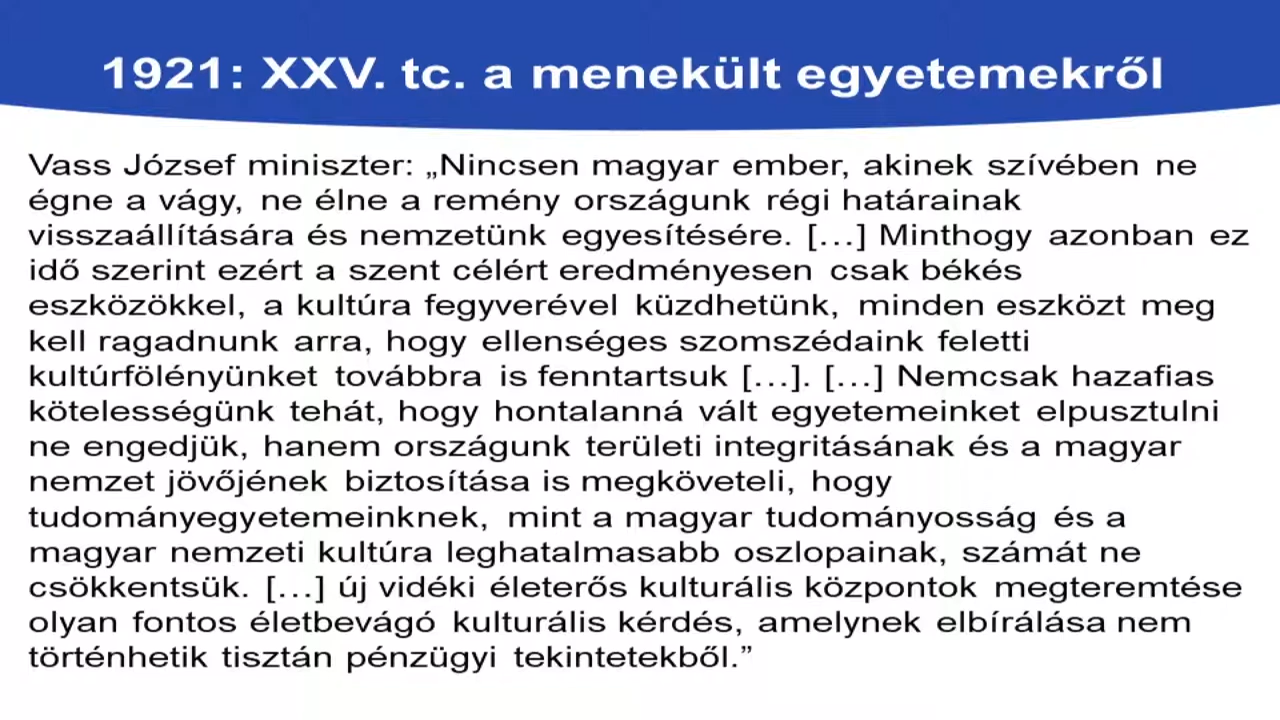 1921: XXV. tc. a menekült egyetemekről
Vass József miniszter: „Nincsen magyar ember, akinek szívében ne
égne a vágy, ne élne a remény országunk régi határainak
visszaállítására és nemzetünk egyesítésére. […] Minthogy azonban ez
idő szerint ezért a szent célért eredményesen csak békés
eszközökkel, a kultúra fegyverével küzdhetünk, minden eszközt meg
kell ragadnunk arra, hogy ellenséges szomszédaink feletti
kultúrfölényünket továbbra is fenntartsuk […]. […] Nemcsak hazafias
kötelességünk tehát, hogy hontalanná vált egyetemeinket elpusztulni
ne engedjük, hanem országunk területi integritásának és a magyar
nemzet jövőjének biztosítása is megköveteli, hogy
tudományegyetemeinknek, mint a magyar tudományosság és a
magyar nemzeti kultúra leghatalmasabb oszlopainak, számát ne
csökkentsük. […] új vidéki életerős kulturális központok megteremtése
olyan fontos életbevágó kulturális kérdés, amelynek elbírálása nem
történhetik tisztán pénzügyi tekintetekből.”